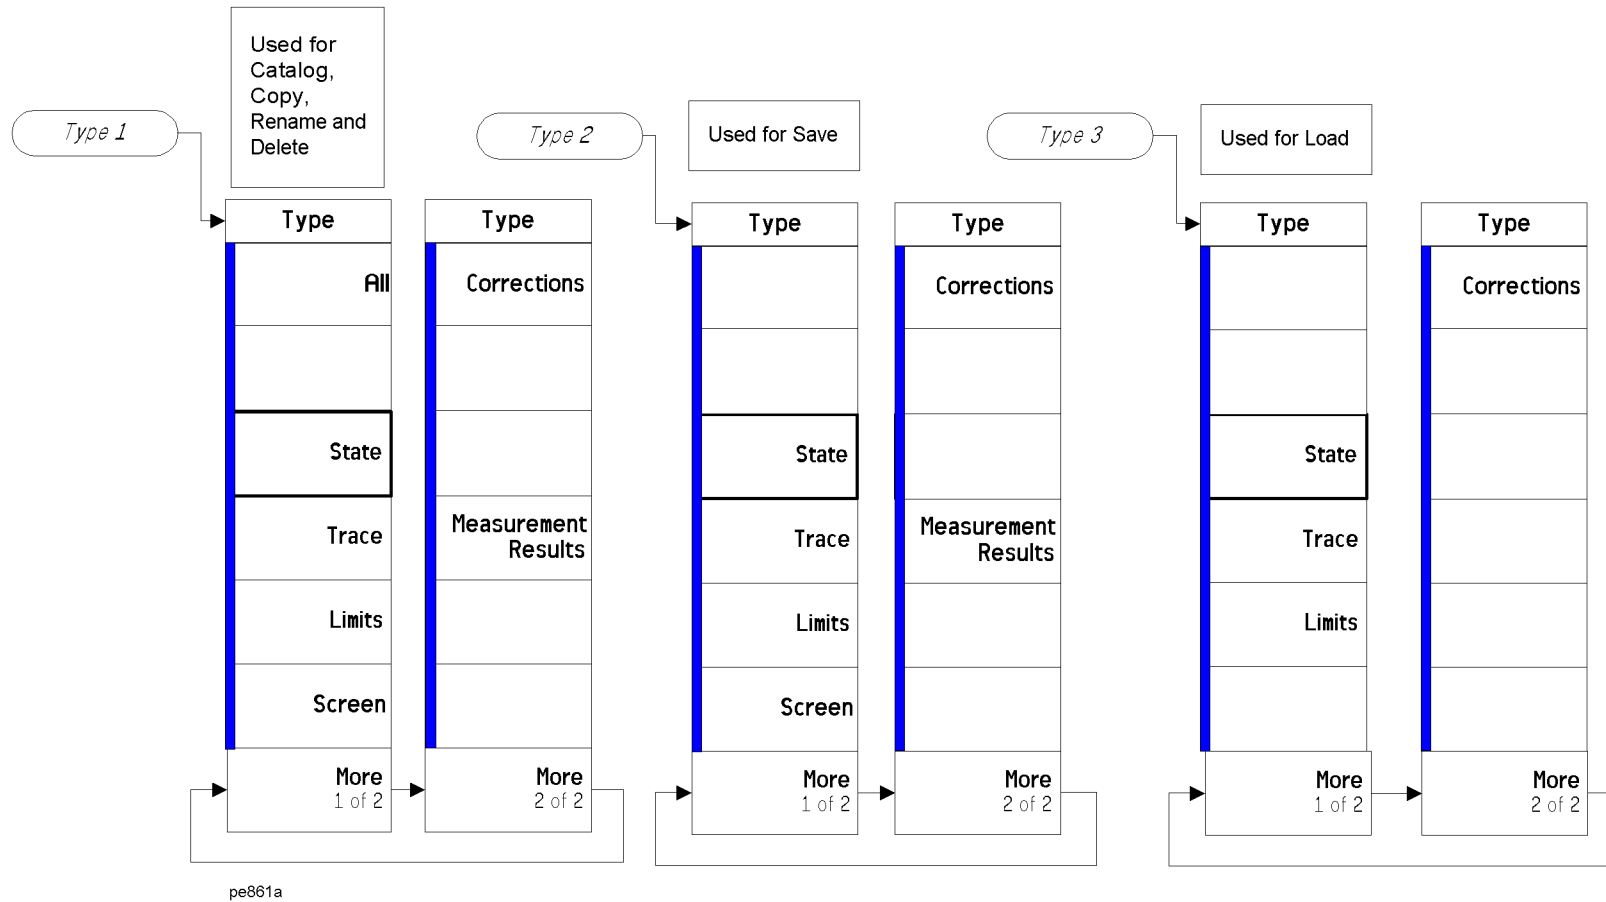 Used for
Catalog,
Copy,
Rename and
Delete
Type 1
Type
All
State
Trace
Limits
Screen
More
1 of 2
Type
Corrections
Measurement
Results
More
2 of 2
Type 2
Used for Save
Type
State
Trace
Limits
Screen
More
1 of 2
Type
Corrections
Measurement
Results
More
2 of 2
Type 3
Used for Load
Type
State
Trace
Limits
More
1 of 2
Type
Corrections
More
2 of 2
pe861a